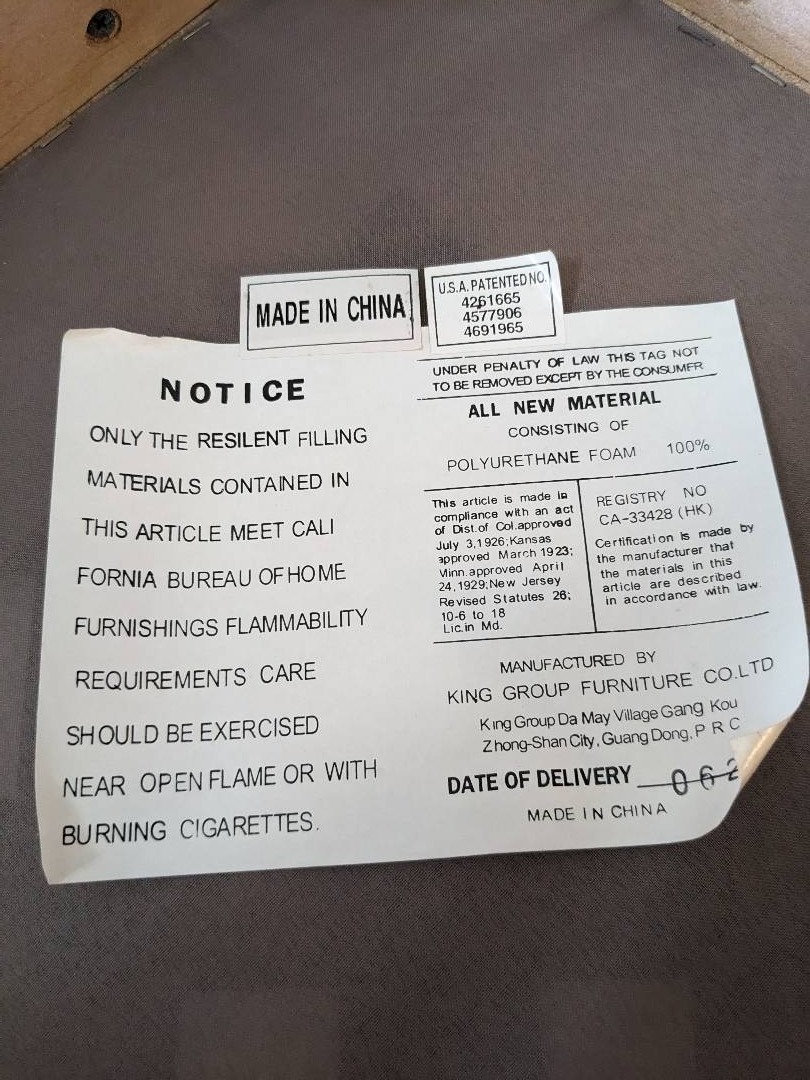 MADE IN CHINA
U.S.A. PATENTED NO.
4261665
4577906
4691965
NOTICE
ONLY THE RESILENT FILLING
MATERIALS CONTAINED IN
THIS ARTICLE MEET CALI
FORNIA BUREAU OF HOME
FURNISHINGS FLAMMABILITY
REQUIREMENTS CARE
SHOULD BE EXERCISED
NEAR OPEN FLAME OR WITH
BURNING CIGARETTES.
UNDER PENALTY OF LAW THIS TAG NOT
TO BE REMOVED EXCEPT BY THE CONSUMER
ALL NEW MATERIAL
CONSISTING OF
POLYURETHANE FOAM 100%
This article is made in
compliance with an act
of Dist.of Col.approved
July 3,1926;Kansas
approved March 1923;
Minn.approved April
24,1929;New Jersey
Revised Statutes 26;
10-6 to 18
Lic.in Md.
REGISTRY NO
CA-33428 (HK)
Certification is made by
the manufacturer that
the materials in this
article are described
in accordance with law.
MANUFACTURED BY
KING GROUP FURNITURE CO.LTD
King Group Da May Village Gang Kou
Zhong-Shan City, Guang Dong, P R C
DATE OF DELIVERY 062
MADE IN CHINA